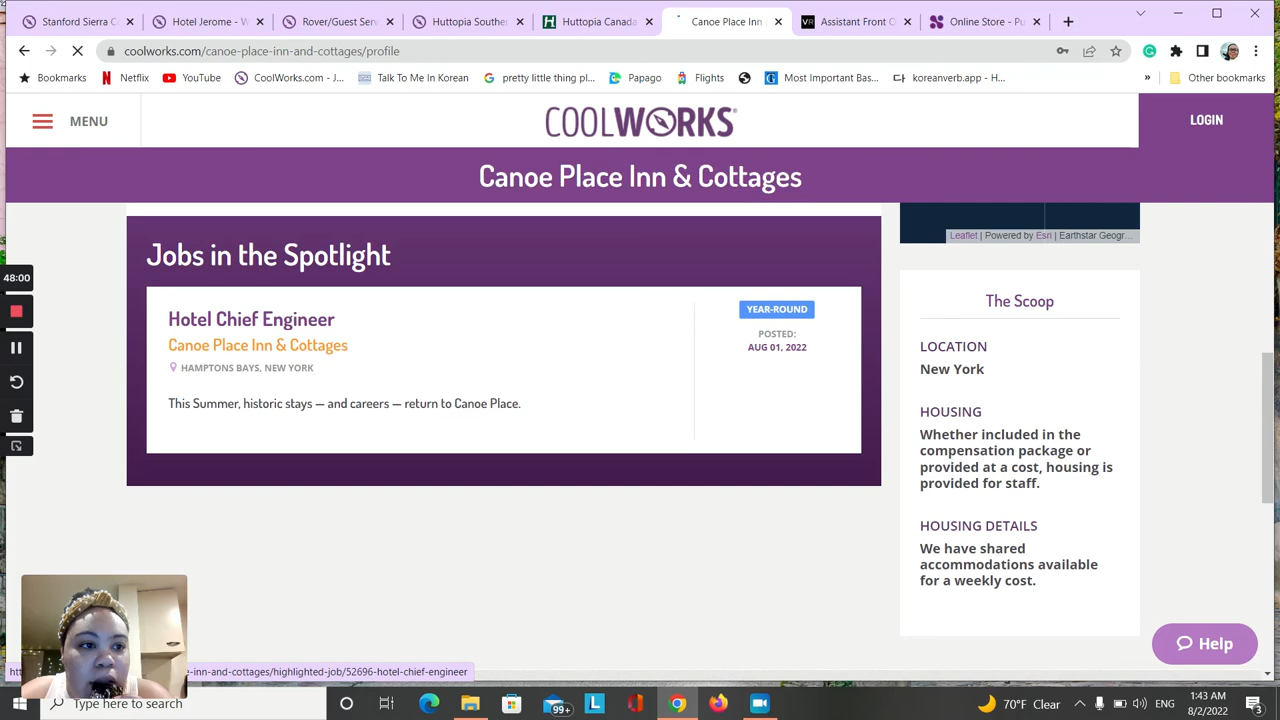 Stanford Sierra C
Hotel Jerome - W
Rover/Guest Serv
Huttopia Souther
Huttopia Canada
Canoe Place Inn
Assistant Front O
Online Store - Pu
coolworks.com/canoe-place-inn-and-cottages/profile
Bookmarks
Netflix
YouTube
CoolWorks.com - J...
Talk To Me In Korean
pretty little thing pl...
Papago
Flights
Most Important Bas...
koreanverb.app - H...
»
Other bookmarks
MENU
COOLWORKS
LOGIN
Canoe Place Inn & Cottages
Leaflet | Powered by Esri | Earthstar Geogr...
Jobs in the Spotlight
Hotel Chief Engineer
Canoe Place Inn & Cottages
HAMPTONS BAYS, NEW YORK
This Summer, historic stays — and careers — return to Canoe Place.
YEAR-ROUND
POSTED:
AUG 01, 2022
The Scoop
LOCATION
New York
HOUSING
Whether included in the
compensation package or
provided at a cost, housing is
provided for staff.
HOUSING DETAILS
We have shared
accommodations available
for a weekly cost.
Help
48:00
e-inn-and-cottages/highlighted-job/52696-hotel-chief-engineer
Type here to search
99+
70°F Clear
ENG
1:43 AM
8/2/2022
3